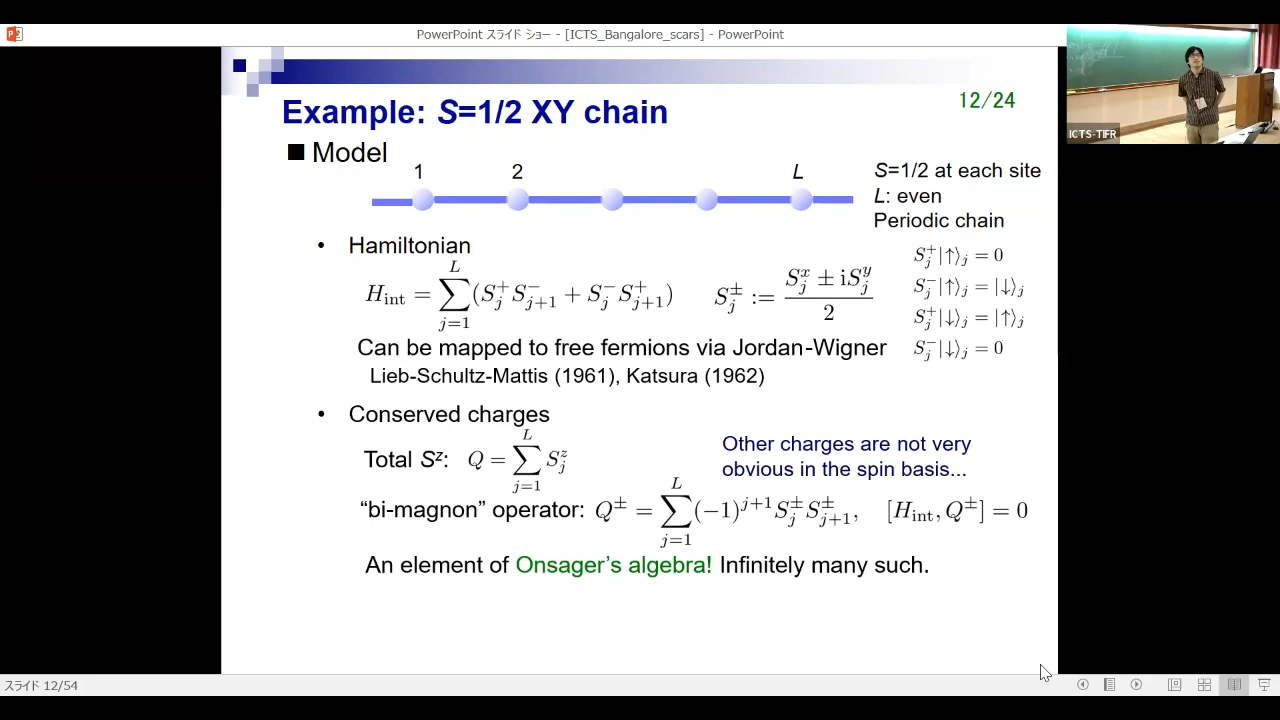 PowerPoint スライド ショー - [ICTS_Bangalore_scars] - PowerPoint
Example: S=1/2 XY chain
12/24
■ Model
1 2 L
S=1/2 at each site
L: even
Periodic chain
• Hamiltonian
H_int = \sum_{j=1}^{L} (S_j^+ S_{j+1}^- + S_j^- S_{j+1}^+)
S_j^± := \frac{S_j^x ± iS_j^y}{2}
S_j^+|↑⟩_j = 0
S_j^-|↑⟩_j = |↓⟩_j
S_j^+|↓⟩_j = |↑⟩_j
S_j^-|↓⟩_j = 0
Can be mapped to free fermions via Jordan-Wigner
Lieb-Schultz-Mattis (1961), Katsura (1962)
• Conserved charges
Total S^z: Q = \sum_{j=1}^{L} S_j^z
Other charges are not very
obvious in the spin basis...
“bi-magnon” operator: Q^± = \sum_{j=1}^{L} (-1)^{j+1} S_j^± S_{j+1}^±, [H_int, Q^±] = 0
An element of Onsager’s algebra! Infinitely many such.
ICTS-TIFR
スライド 12/54